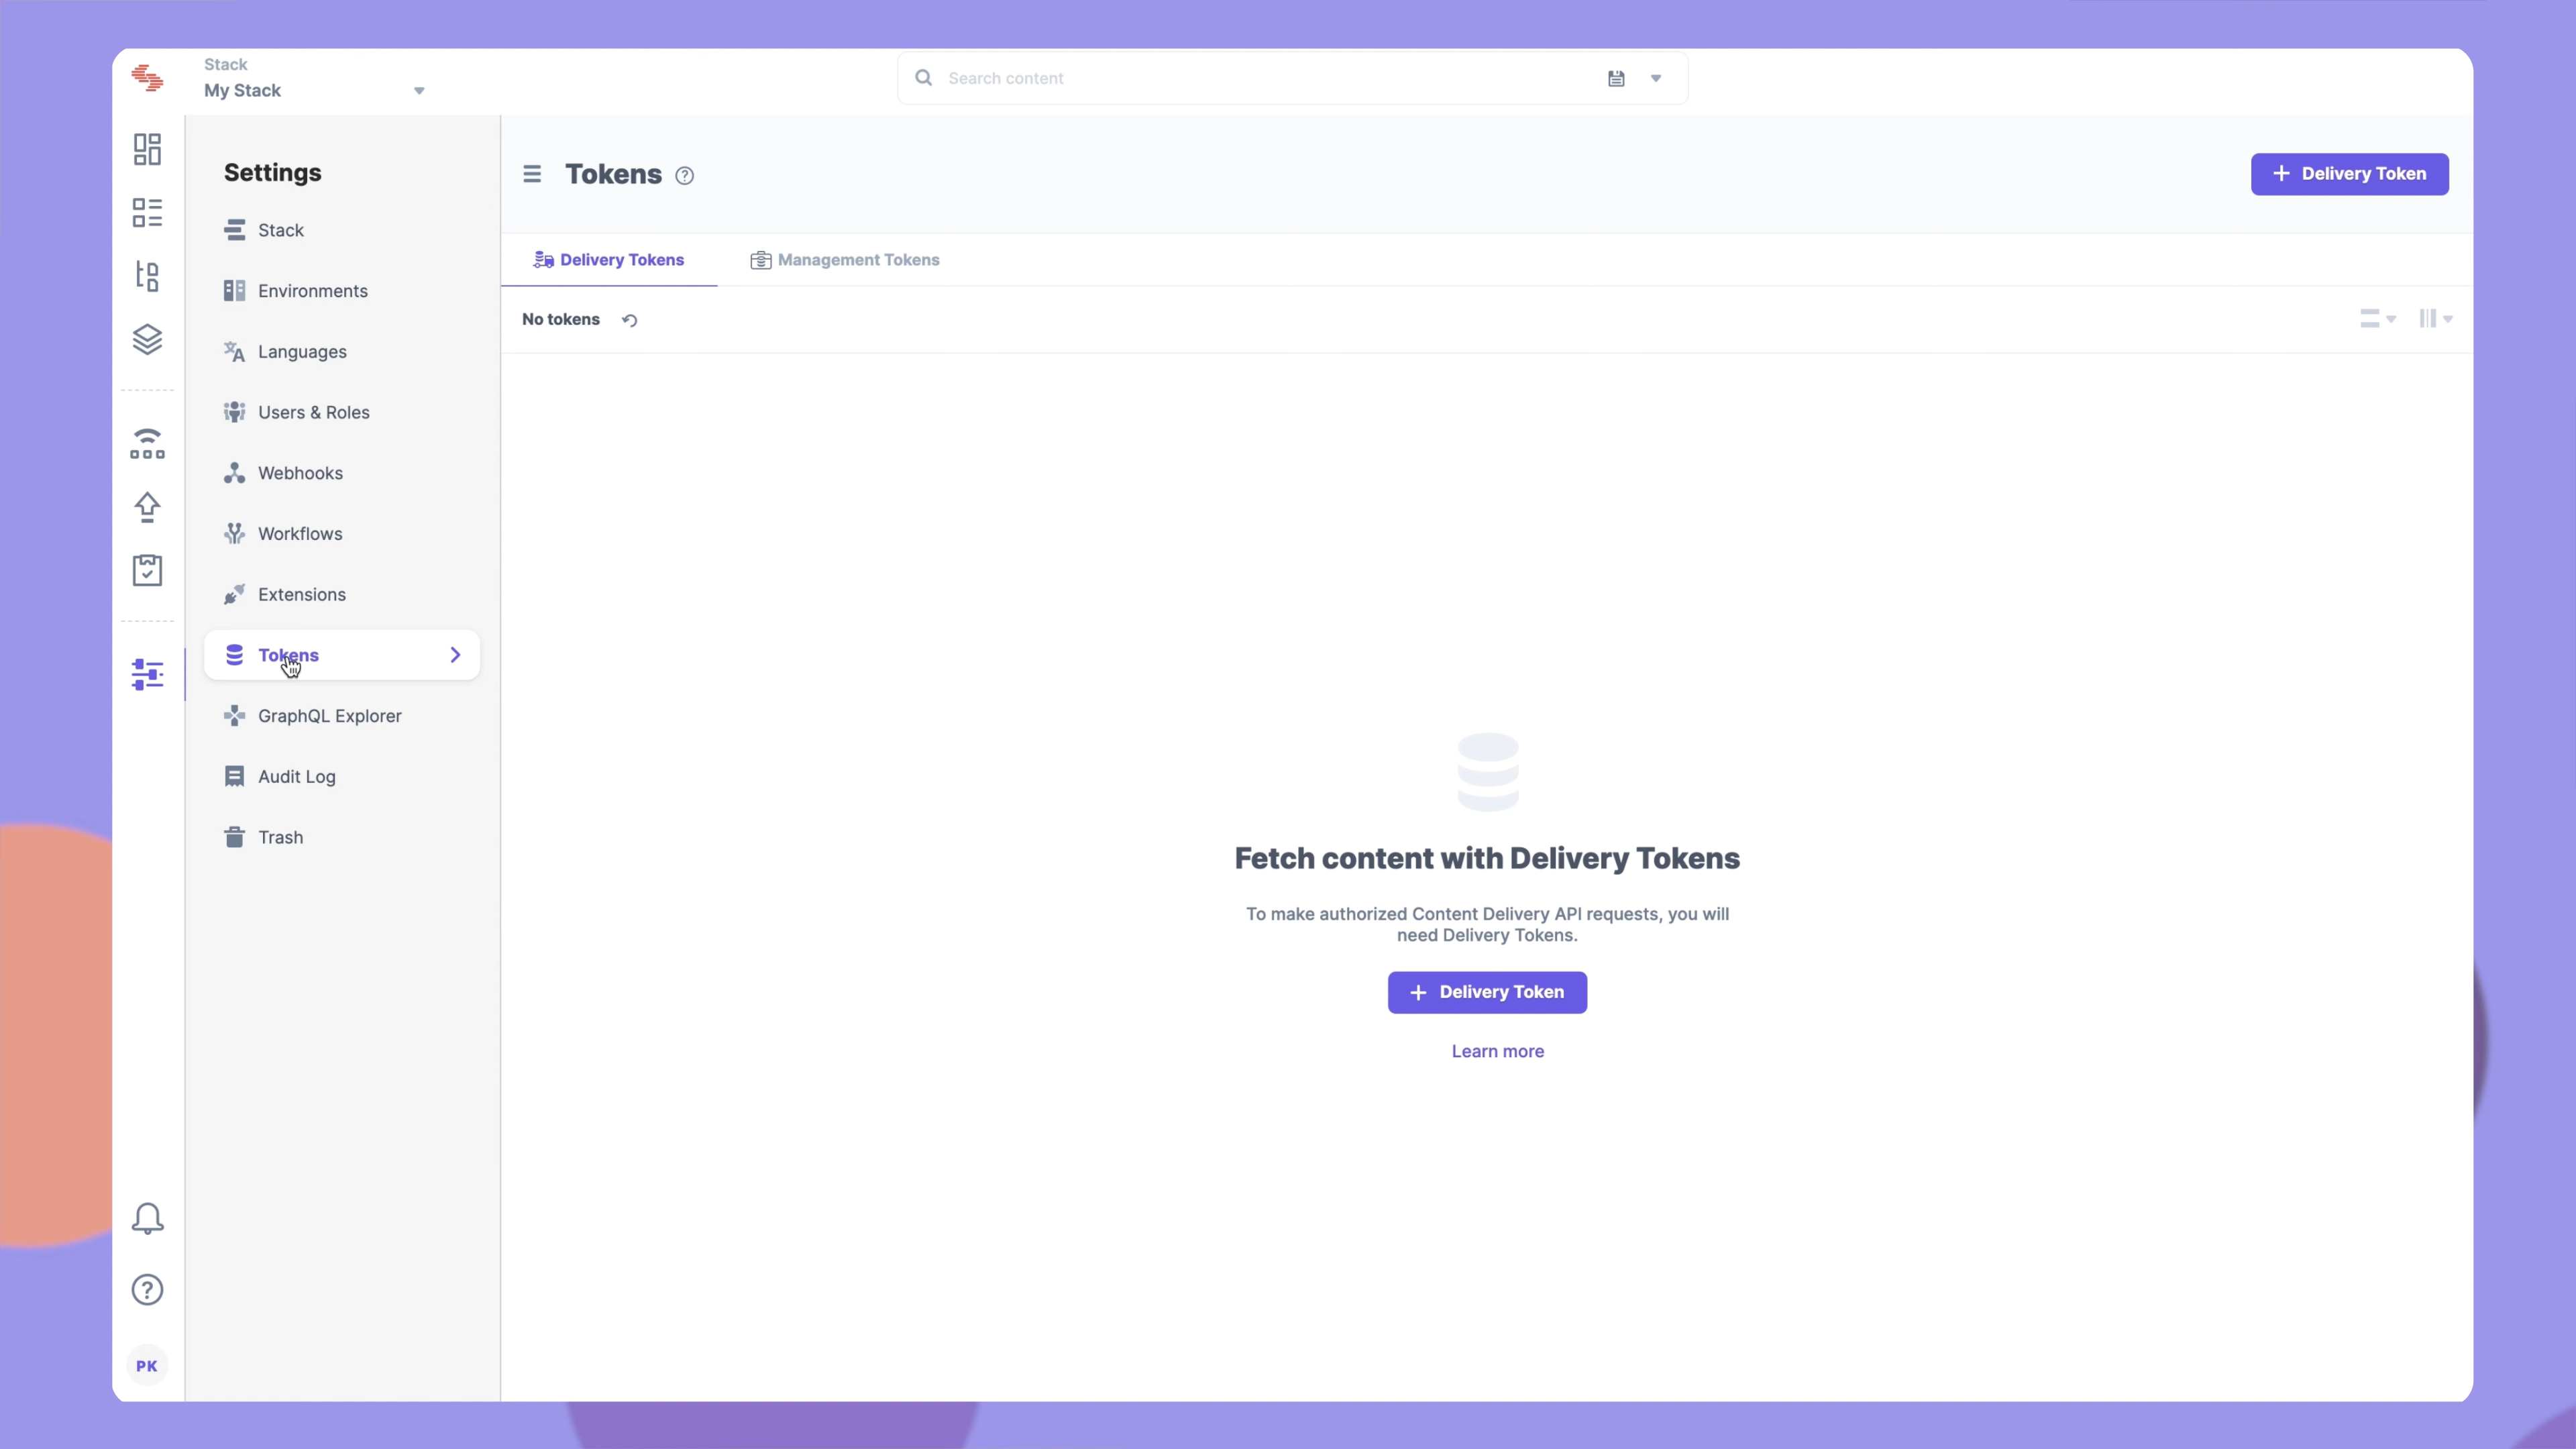 Stack
My Stack
Search content
Settings
Stack
Environments
Languages
Users & Roles
Webhooks
Workflows
Extensions
Tokens
GraphQL Explorer
Audit Log
Trash
PK
Tokens
+ Delivery Token
Delivery Tokens
Management Tokens
No tokens
Fetch content with Delivery Tokens
To make authorized Content Delivery API requests, you will
need Delivery Tokens.
+ Delivery Token
Learn more